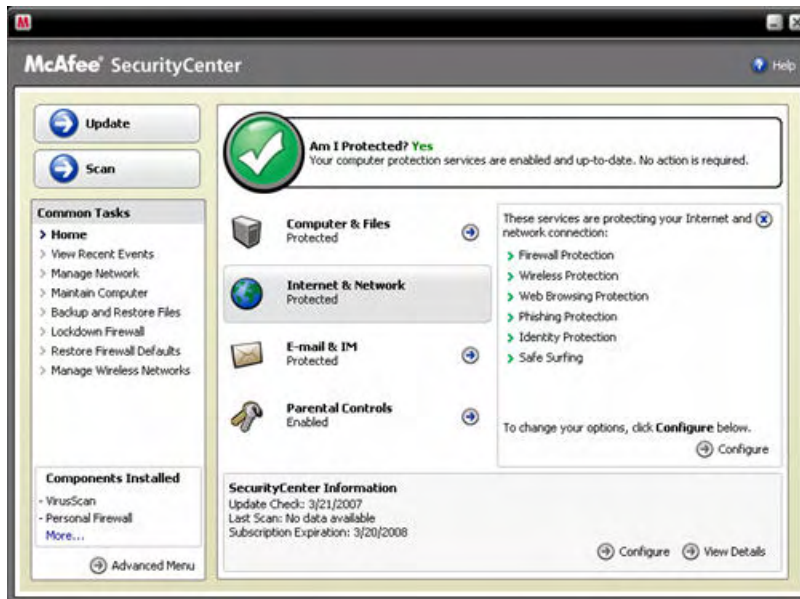 McAfee® SecurityCenter
Help
Update
Scan
Common Tasks
Home
View Recent Events
Manage Network
Maintain Computer
Backup and Restore Files
Lockdown Firewall
Restore Firewall Defaults
Manage Wireless Networks
Components Installed
- VirusScan
- Personal Firewall
More...
Advanced Menu
Am I Protected? Yes
Your computer protection services are enabled and up-to-date. No action is required.
Computer & Files
Protected
Internet & Network
Protected
E-mail & IM
Protected
Parental Controls
Enabled
These services are protecting your Internet and
network connection:
Firewall Protection
Wireless Protection
Web Browsing Protection
Phishing Protection
Identity Protection
Safe Surfing
To change your options, click Configure below.
Configure
SecurityCenter Information
Update Check: 3/21/2007
Last Scan: No data available
Subscription Expiration: 3/20/2008
Configure
View Details